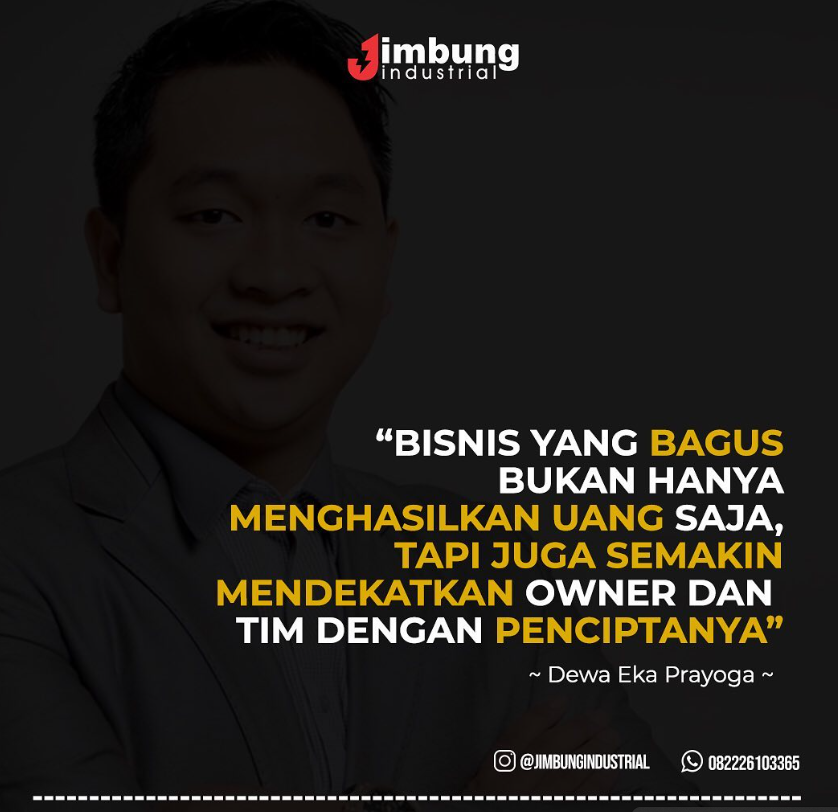 Jimbung
industrial
“BISNIS YANG BAGUS
BUKAN HANYA
MENGHASILKAN UANG SAJA,
TAPI JUGA SEMAKIN
MENDEKATKAN OWNER DAN
TIM DENGAN PENCIPTANYA”
~ Dewa Eka Prayoga ~
@JIMBUNGINDUSTRIAL 082226103365